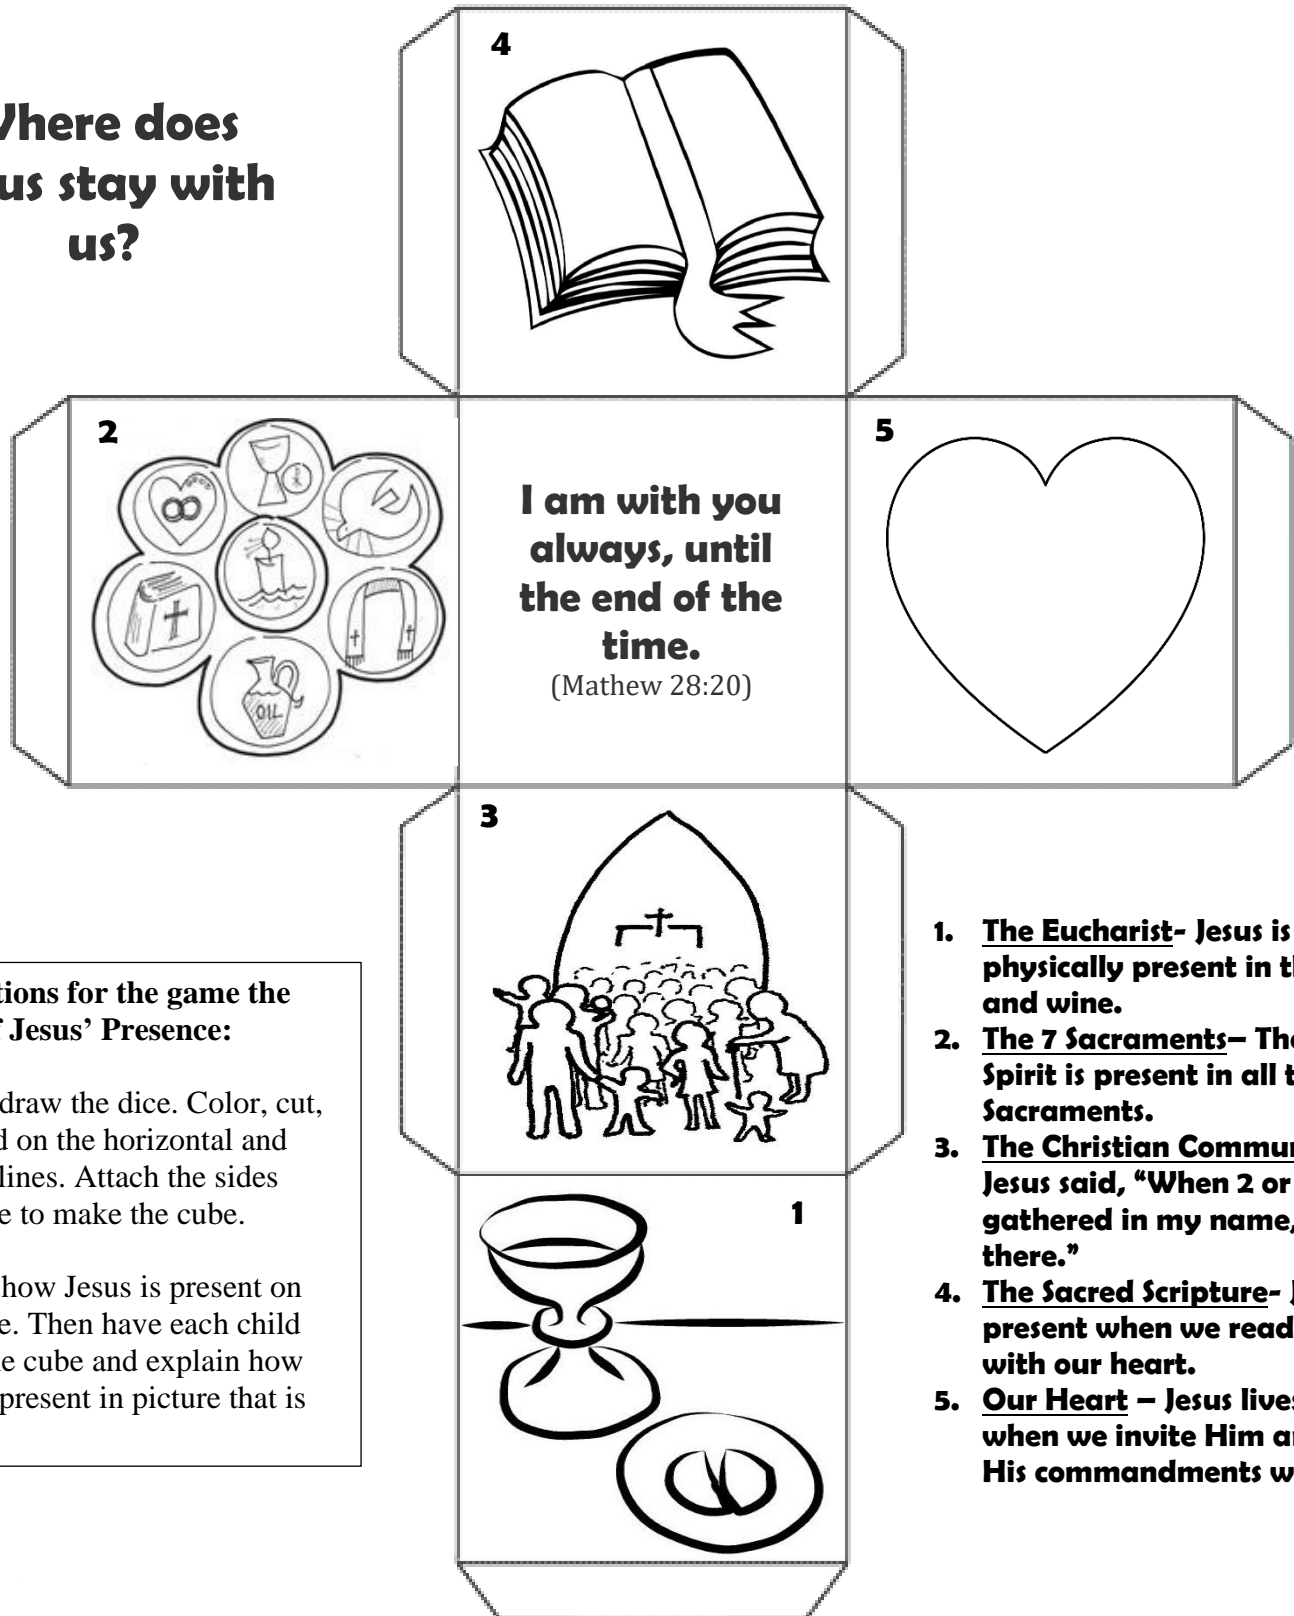 4
Where does
us stay with
us?
2
5
I am with you
always, until
the end of the
time.
(Mathew 28:20)
OIL
3
tions for the game the
f Jesus’ Presence:
draw the dice. Color, cut,
d on the horizontal and
lines. Attach the sides
e to make the cube.
how Jesus is present on
e. Then have each child
he cube and explain how
present in picture that is
1
1. The Eucharist- Jesus is
physically present in th
and wine.
2. The 7 Sacraments– The
Spirit is present in all t
Sacraments.
3. The Christian Commun
Jesus said, “When 2 or
gathered in my name,
there.”
4. The Sacred Scripture- J
present when we read
with our heart.
5. Our Heart – Jesus lives
when we invite Him a
His commandments w